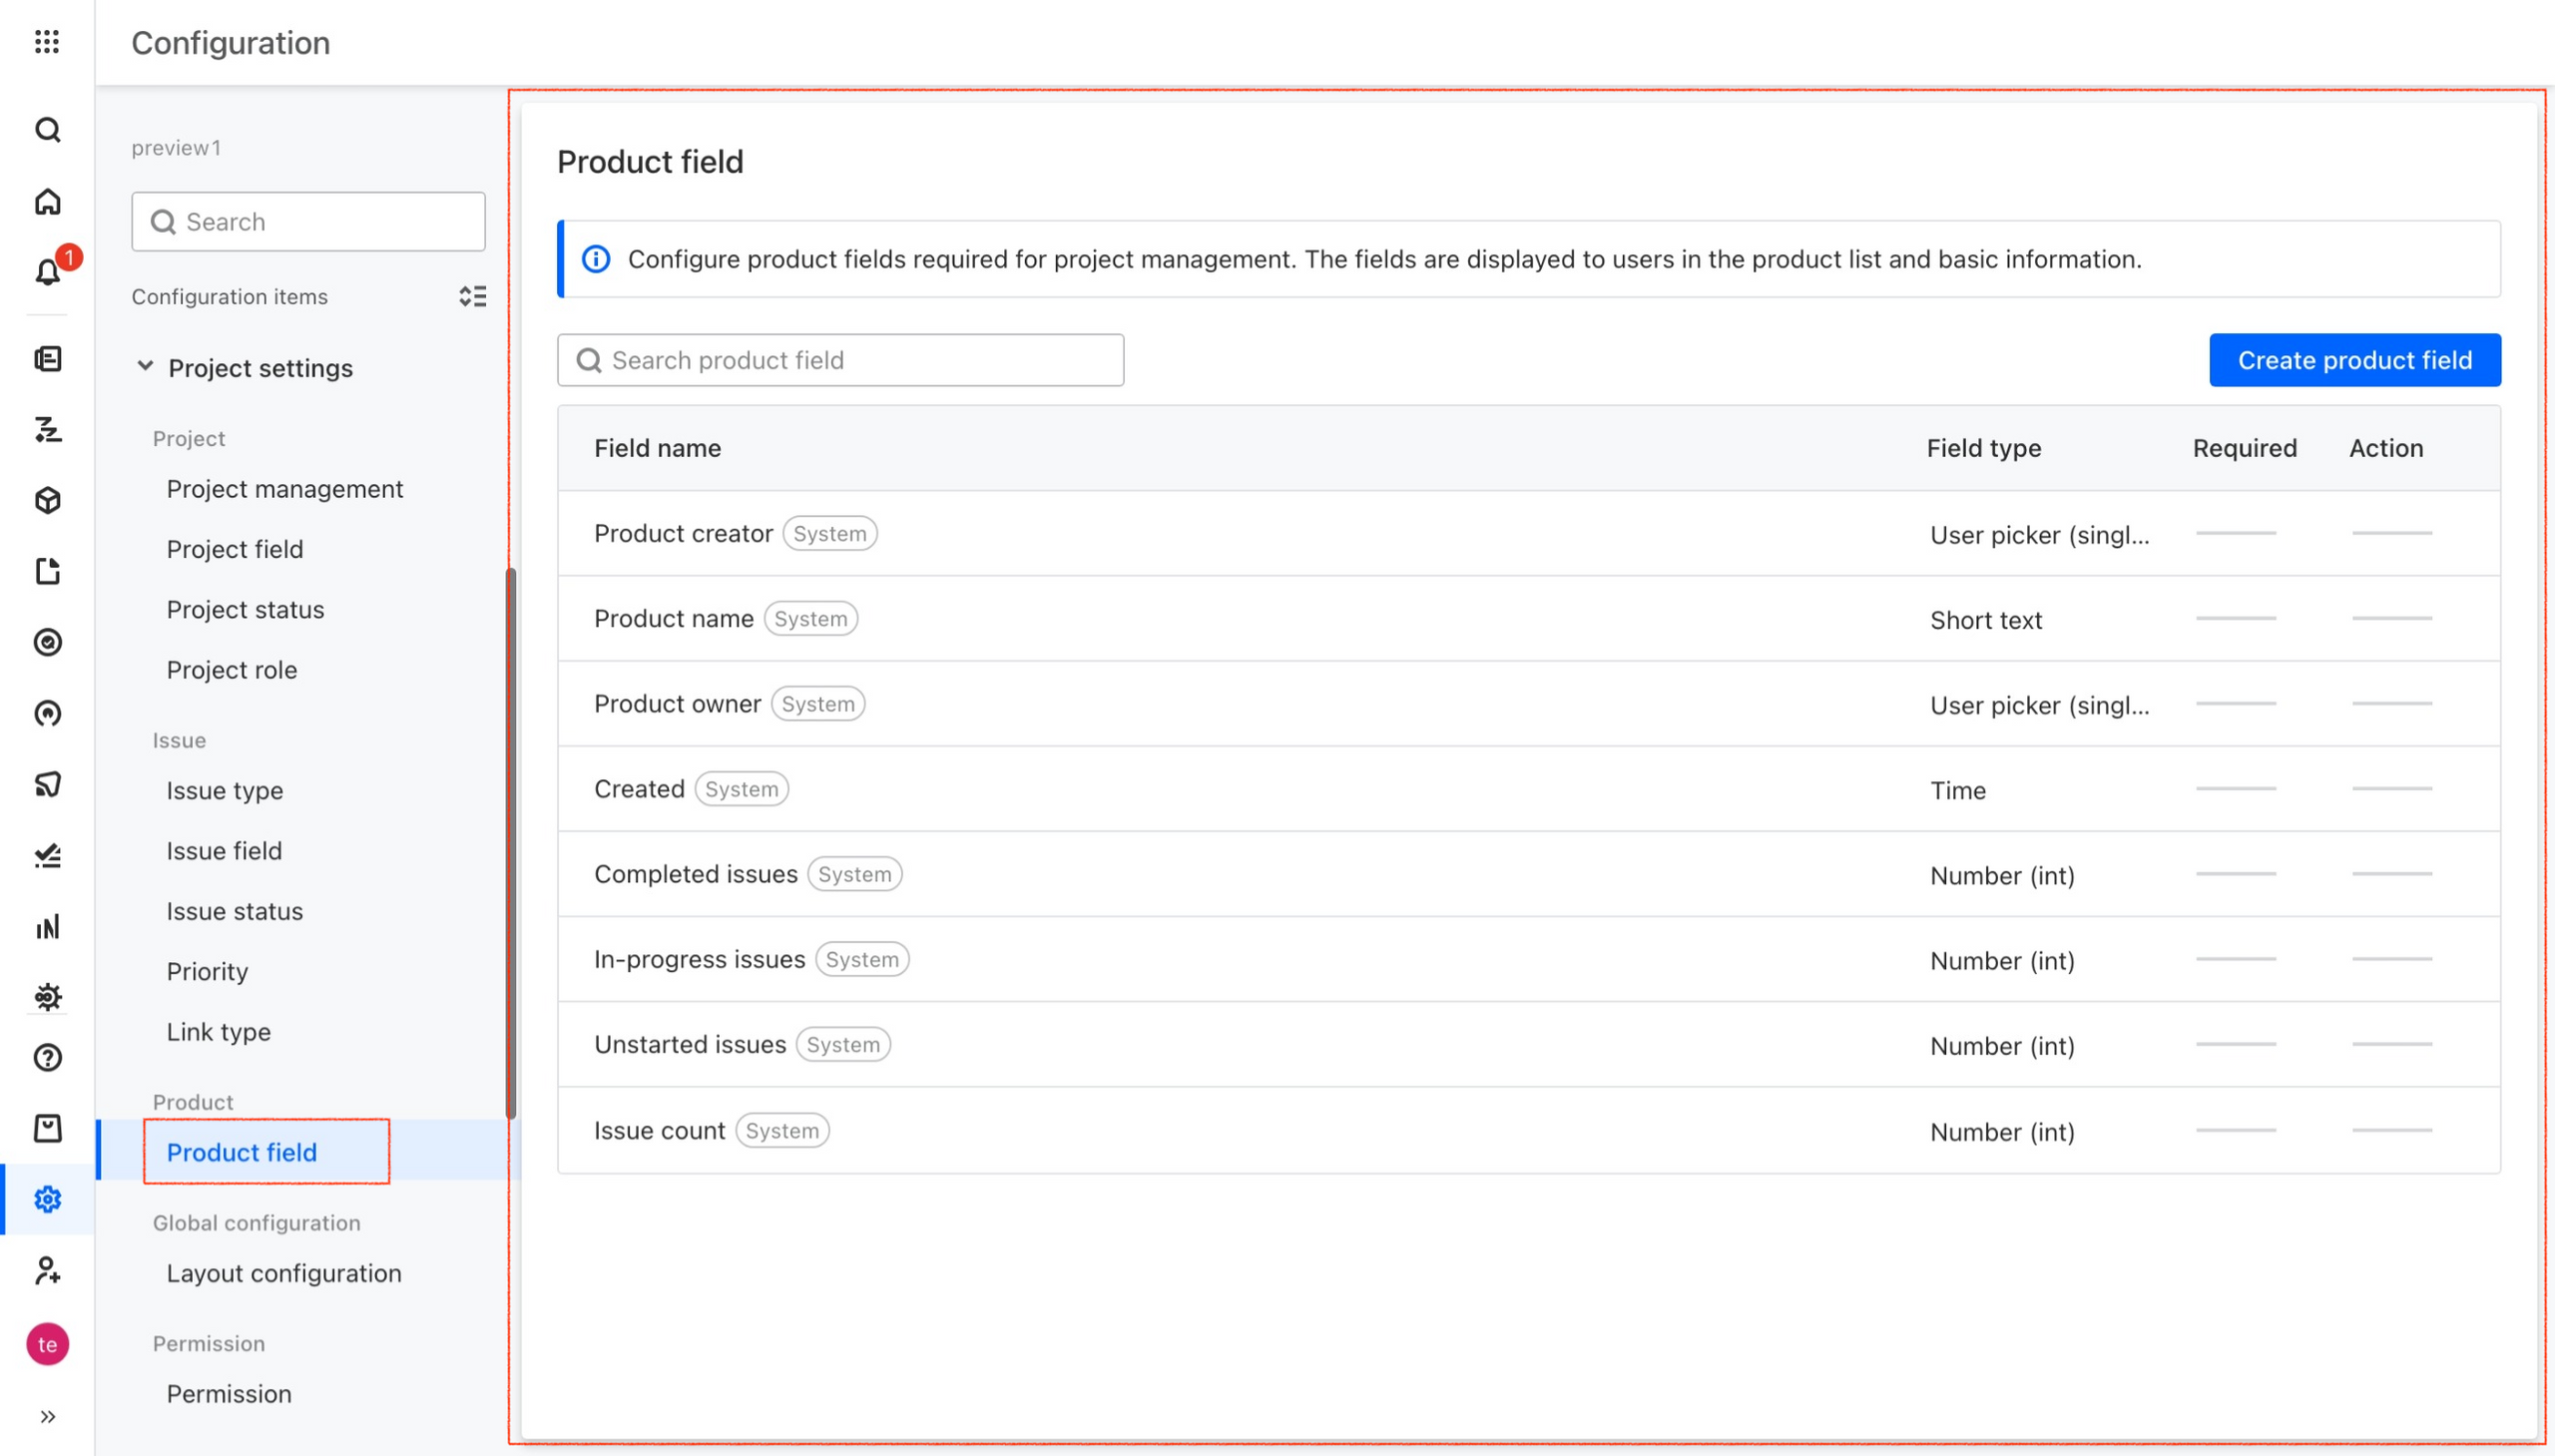 Configuration
1
preview1
Search
Configuration items
Project settings
Project
Project management
Project field
Project status
Project role
Issue
Issue type
Issue field
Issue status
Priority
Link type
Product
Product field
Global configuration
Layout configuration
Permission
Permission
te
Product field
Configure product fields required for project management. The fields are displayed to users in the product list and basic information.
Search product field
Create product field
Field name Field type Required Action
Product creator System User picker (singl...
Product name System Short text
Product owner System User picker (singl...
Created System Time
Completed issues System Number (int)
In-progress issues System Number (int)
Unstarted issues System Number (int)
Issue count System Number (int)